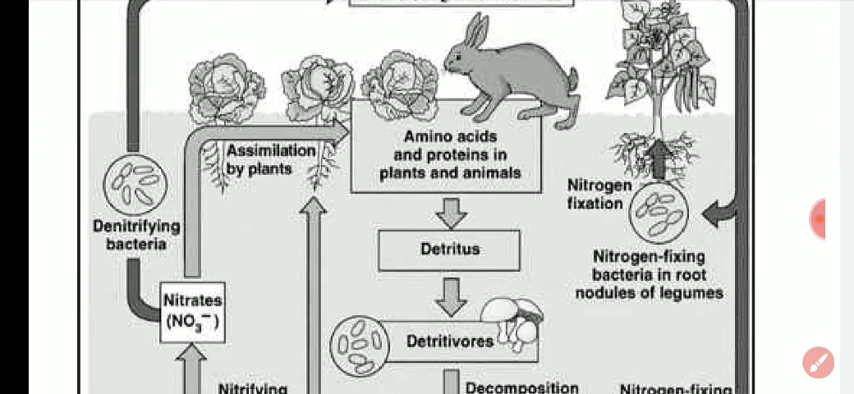 Assimilation
by plants
Amino acids
and proteins in
plants and animals
Nitrogen
fixation
Denitrifying
bacteria
Detritus
Nitrogen-fixing
bacteria in root
nodules of legumes
Nitrates
(NO₃⁻)
Detritivores
Nitrifying
Decomposition
Nitrogen-fixing